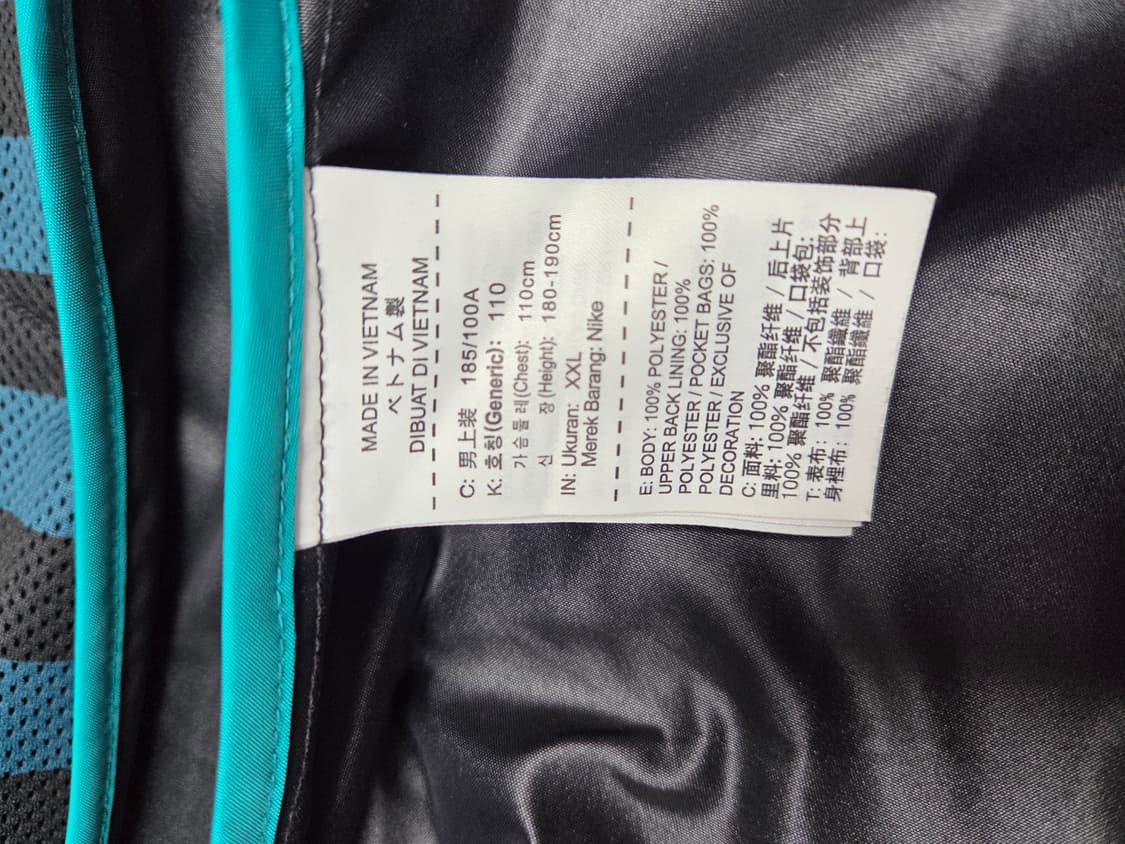 MADE IN VIETNAM
ベトナム製
DIBUAT DI VIETNAM
C: 男上装 185/100A
K: 호칭(Generic): 110
가슴둘레(Chest): 110cm
신 장(Height): 180-190cm
IN: Ukuran: XXL
Merek Barang: Nike
E: BODY: 100% POLYESTER /
UPPER BACK LINING: 100%
POLYESTER / POCKET BAGS: 100%
POLYESTER / EXCLUSIVE OF
DECORATION
C: 面料: 100% 聚酯纤维 / 后上片
里料: 100% 聚酯纤维 / 口袋包:
100% 聚酯纤维 / 不包括装饰部分
T: 表布: 100% 聚酯纖維 / 背部上
身裡布: 100% 聚酯纖維 / 口袋: